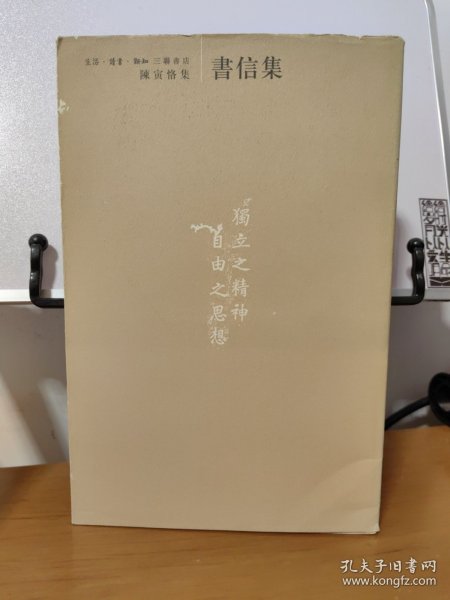 生活·讀書·新知 三聯書店
陳寅恪集
書信集
獨立之精神
自由之思想
孔夫子旧书网
www.kongfz.com